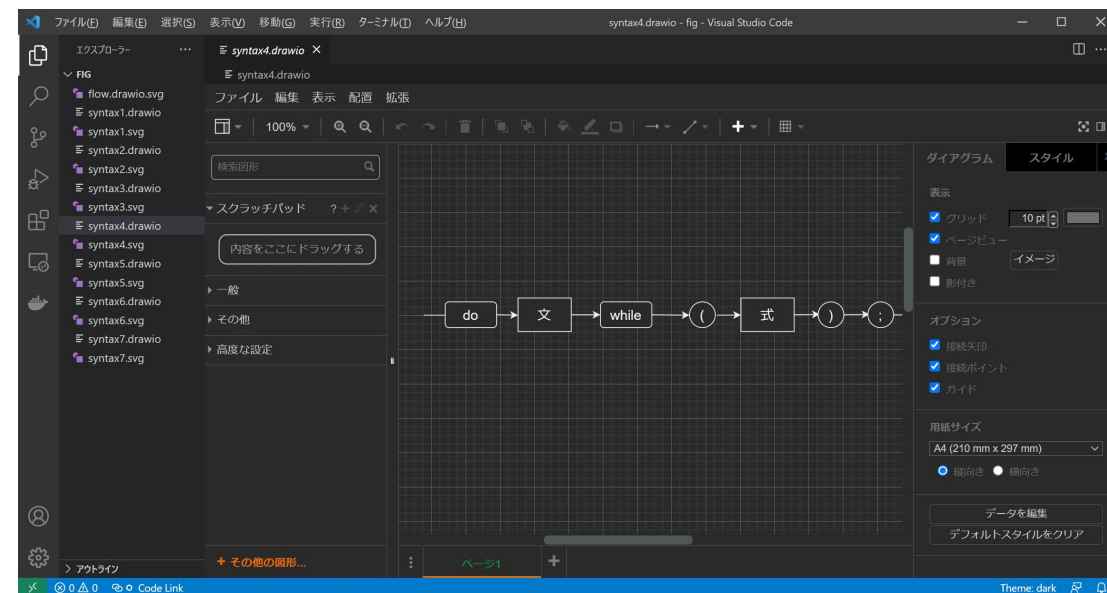 ファイル(F) 編集(E) 選択(S) 表示(V) 移動(G) 実行(R) ターミナル(T) ヘルプ(H) syntax4.drawio - fig - Visual Studio Code
エクスプローラー
FIG
flow.drawio.svg
syntax1.drawio
syntax1.svg
syntax2.drawio
syntax2.svg
syntax3.drawio
syntax3.svg
syntax4.drawio
syntax4.svg
syntax5.drawio
syntax5.svg
syntax6.drawio
syntax6.svg
syntax7.drawio
syntax7.svg
アウトライン
syntax4.drawio
syntax4.drawio
ファイル 編集 表示 配置 拡張
100%
検索図形
スクラッチパッド ?
内容をここにドラッグする
一般
その他
高度な設定
+ その他の図形...
do 文 while ( 式 ) ;
ページ1
ダイアグラム スタイル
表示
グリッド 10 pt
ページビュー
背景 イメージ
影付き
オプション
接続矢印
接続ポイント
ガイド
用紙サイズ
A4 (210 mm x 297 mm)
縦向き 横向き
データを編集
デフォルトスタイルをクリア
0 0 Code Link Theme: dark